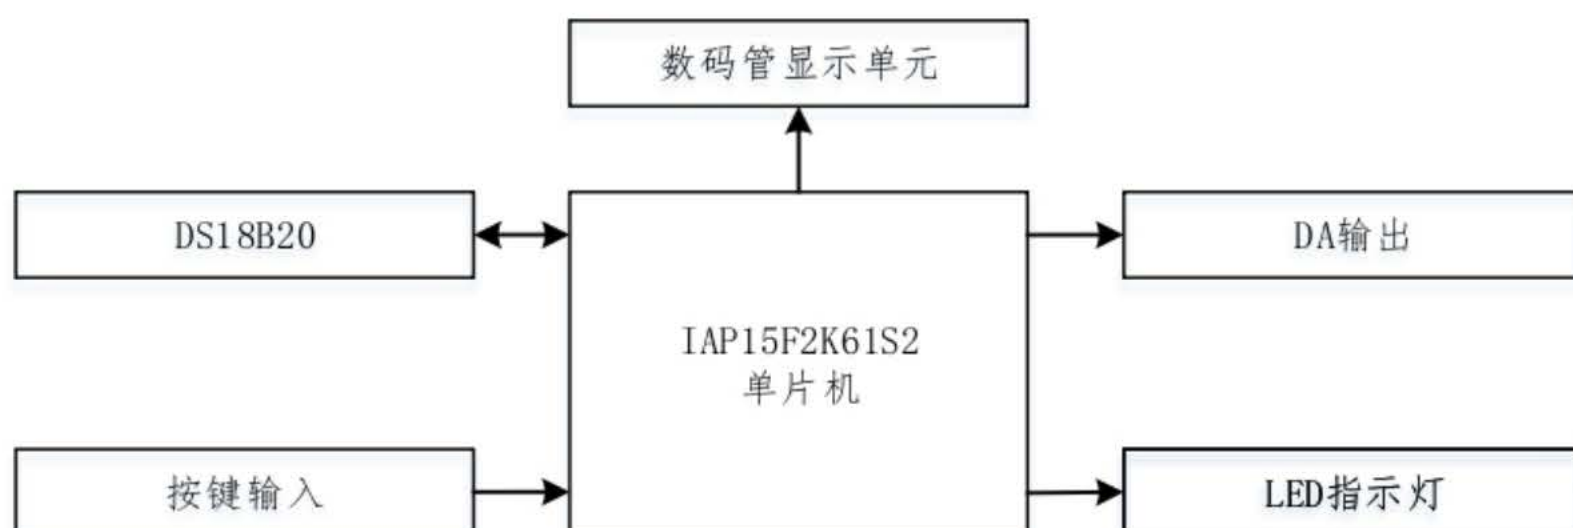 数码管显示单元
DS18B20
DA输出
IAP15F2K61S2
单片机
按键输入
LED指示灯